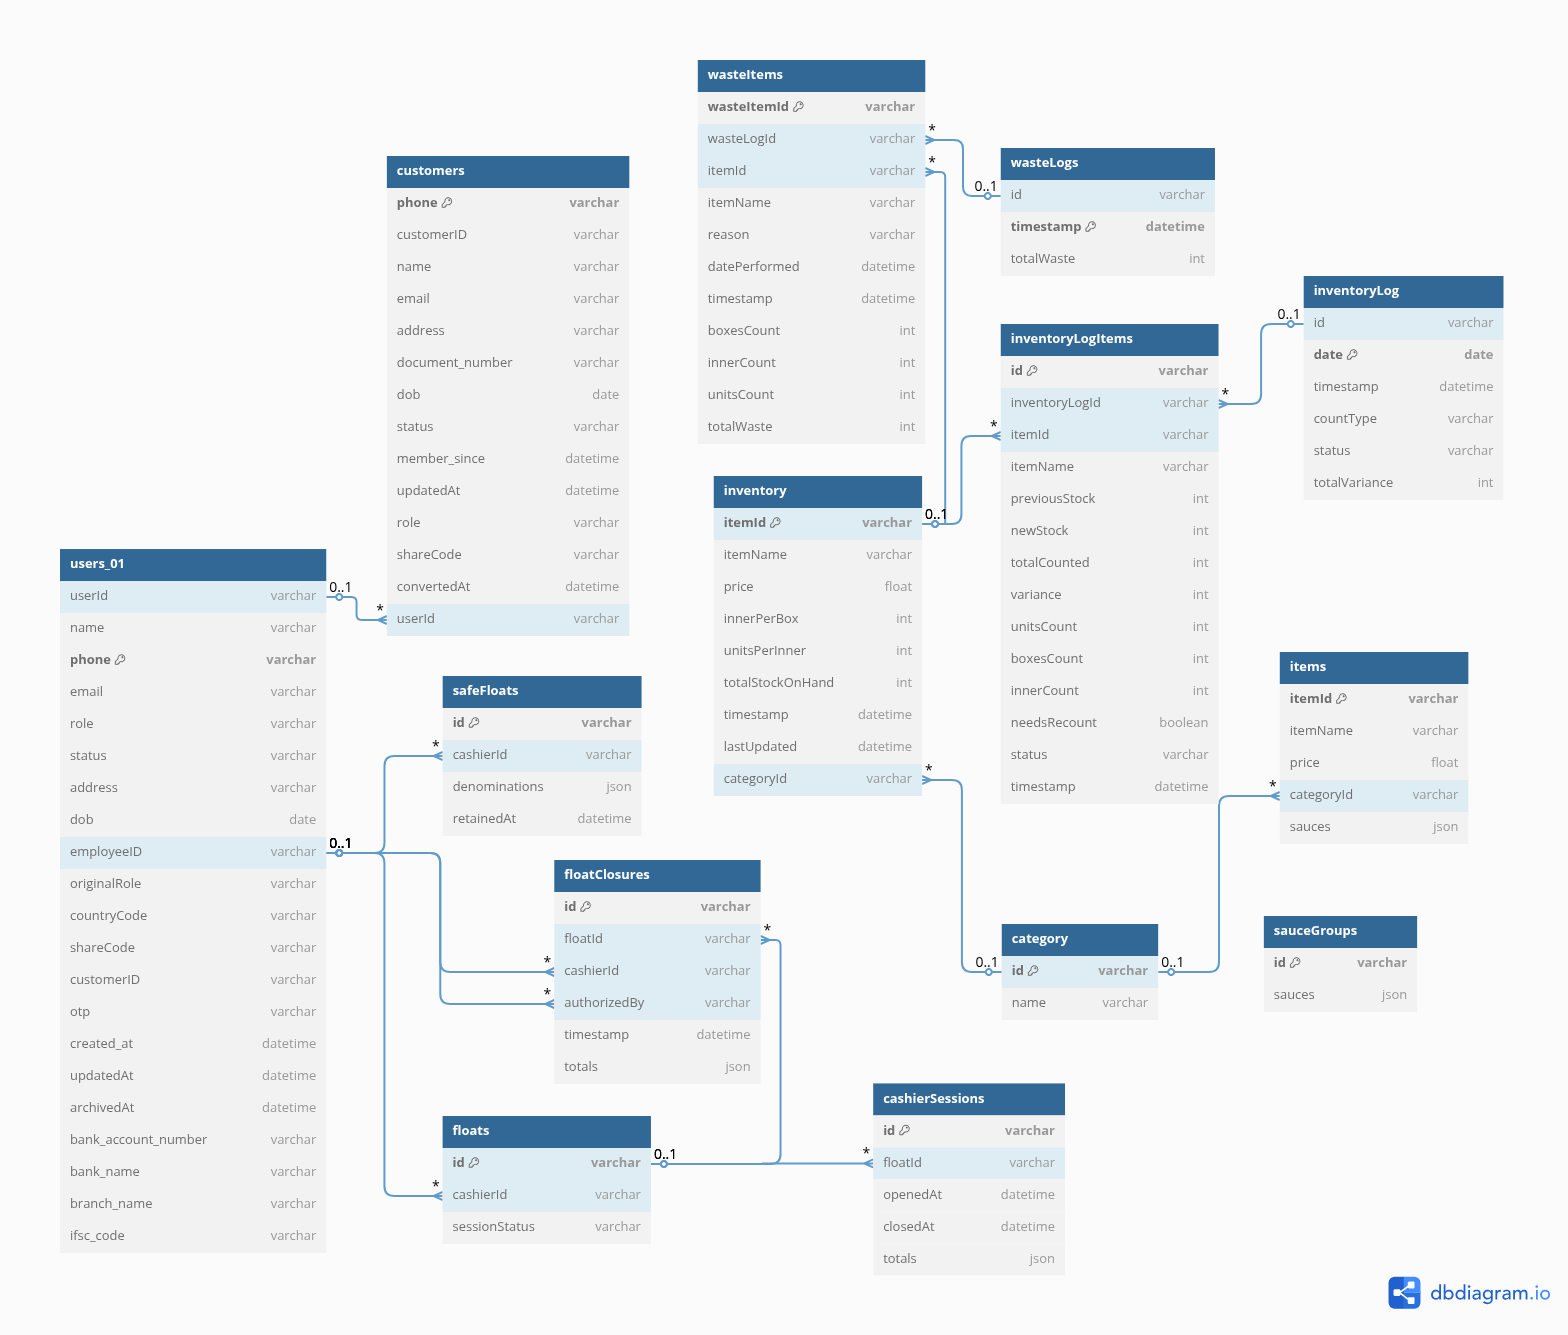 wasteItems
wasteItemId varchar
wasteLogId varchar
itemId varchar
itemName varchar
reason varchar
datePerformed datetime
timestamp datetime
boxesCount int
innerCount int
unitsCount int
totalWaste int
*
*
wasteLogs
id varchar
timestamp datetime
totalWaste int
0..1
customers
phone varchar
customerID varchar
name varchar
email varchar
address varchar
document_number varchar
dob date
status varchar
member_since datetime
updatedAt datetime
role varchar
shareCode varchar
convertedAt datetime
userId varchar
*
inventoryLog
id varchar
date date
timestamp datetime
countType varchar
status varchar
totalVariance int
0..1
inventoryLogItems
id varchar
inventoryLogId varchar
itemId varchar
itemName varchar
previousStock int
newStock int
totalCounted int
variance int
unitsCount int
boxesCount int
innerCount int
needsRecount boolean
status varchar
timestamp datetime
*
*
inventory
itemId varchar
itemName varchar
price float
innerPerBox int
unitsPerInner int
totalStockOnHand int
timestamp datetime
lastUpdated datetime
categoryId varchar
0..1
*
users_01
userId varchar
name varchar
phone varchar
email varchar
role varchar
status varchar
address varchar
dob date
employeeID varchar
originalRole varchar
countryCode varchar
shareCode varchar
customerID varchar
otp varchar
created_at datetime
updatedAt datetime
archivedAt datetime
bank_account_number varchar
bank_name varchar
branch_name varchar
ifsc_code varchar
0..1
0..1
safeFloats
id varchar
cashierId varchar
denominations json
retainedAt datetime
*
items
itemId varchar
itemName varchar
price float
categoryId varchar
sauces json
*
floatClosures
id varchar
floatId varchar
cashierId varchar
authorizedBy varchar
timestamp datetime
totals json
*
*
*
category
id varchar
name varchar
0..1
0..1
sauceGroups
id varchar
sauces json
floats
id varchar
cashierId varchar
sessionStatus varchar
0..1
*
cashierSessions
id varchar
floatId varchar
openedAt datetime
closedAt datetime
totals json
*
dbdiagram.io